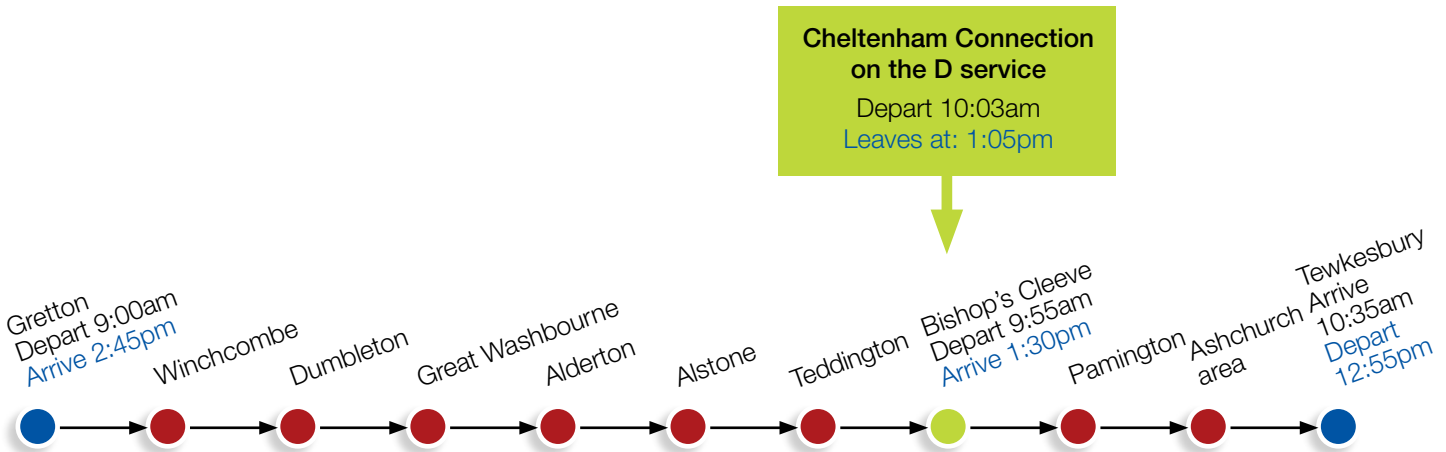 Cheltenham Connection
on the D service
Depart 10:03am
Leaves at: 1:05pm
Gretton
Depart 9:00am
Arrive 2:45pm
Winchcombe
Dumbleton
Great Washbourne
Alderton
Alstone
Teddington
Bishop's Cleeve
Depart 9:55am
Arrive 1:30pm
Pamington
Ashchurch
area
Tewkesbury
Arrive
10:35am
Depart
12:55pm